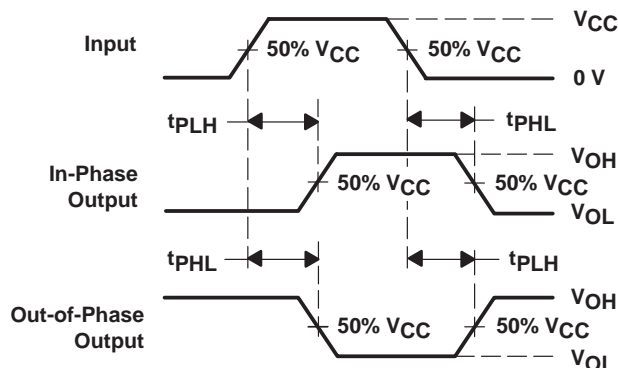 VCC
Input
50% VCC
50% VCC
0 V
tPLH
tPHL
In-Phase
Output
50% VCC
VOH
50% VCC
VOL
tPHL
tPLH
Out-of-Phase
Output
50% VCC
VOH
50% VCC
VOL